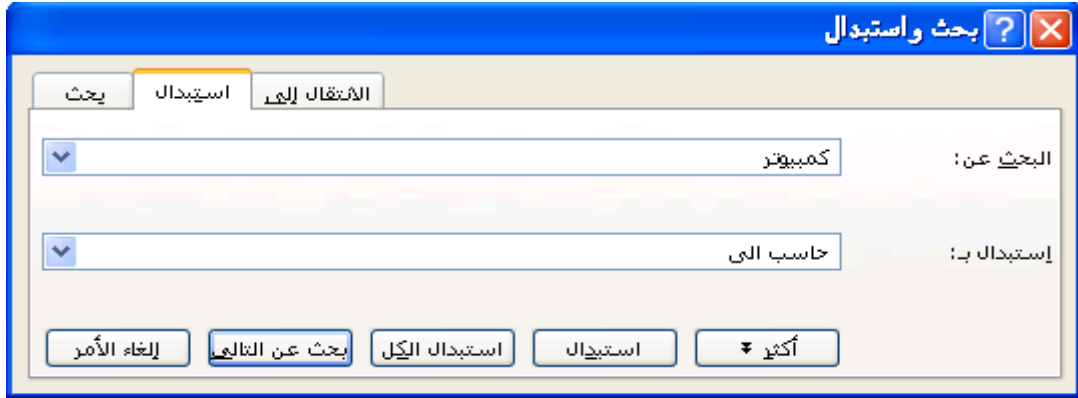 بحث واستبدال
بحث استبدال الانتقال إلى
البحث عن: كمبيوتر
إستبدال بـ: حاسب الى
أكثر استبدال استبدال الكل بحث عن التالي إلغاء الأمر